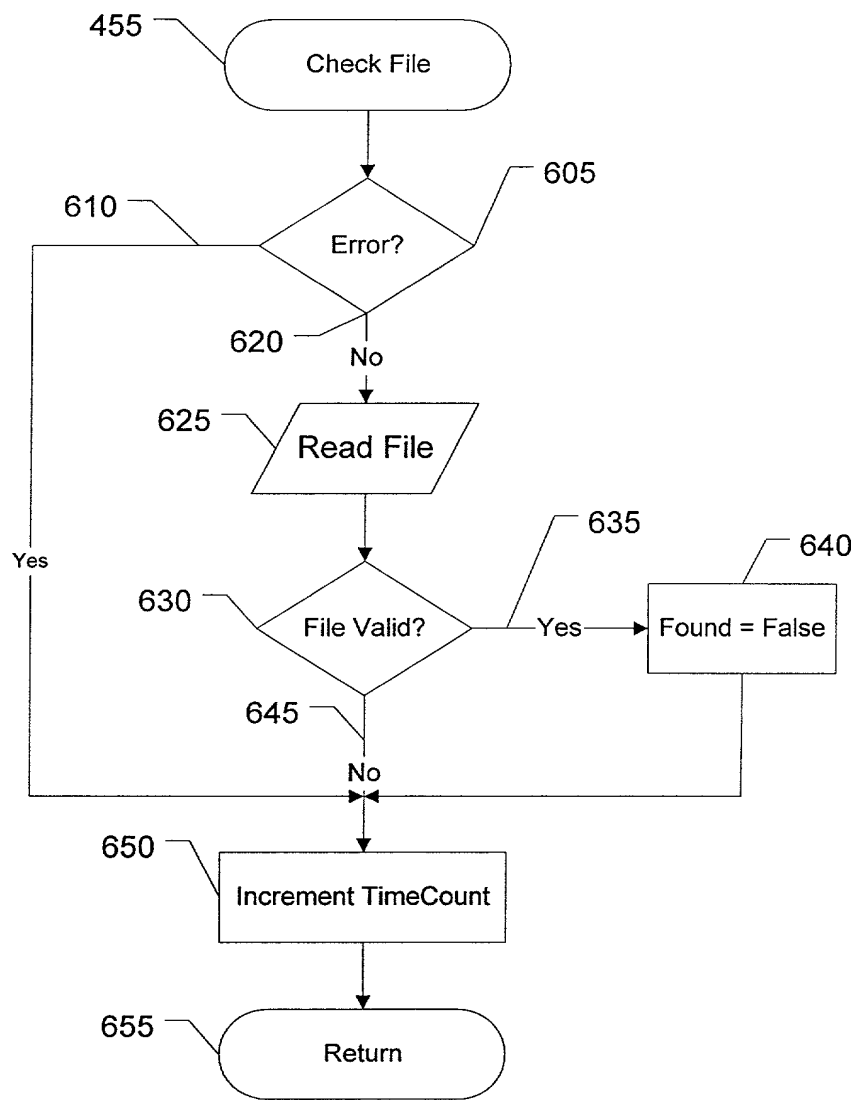 455
Check File
605
610
Error?
620
No
625
Read File
635
640
Yes
630
File Valid?
Yes
Found = False
645
No
650
Increment TimeCount
655
Return